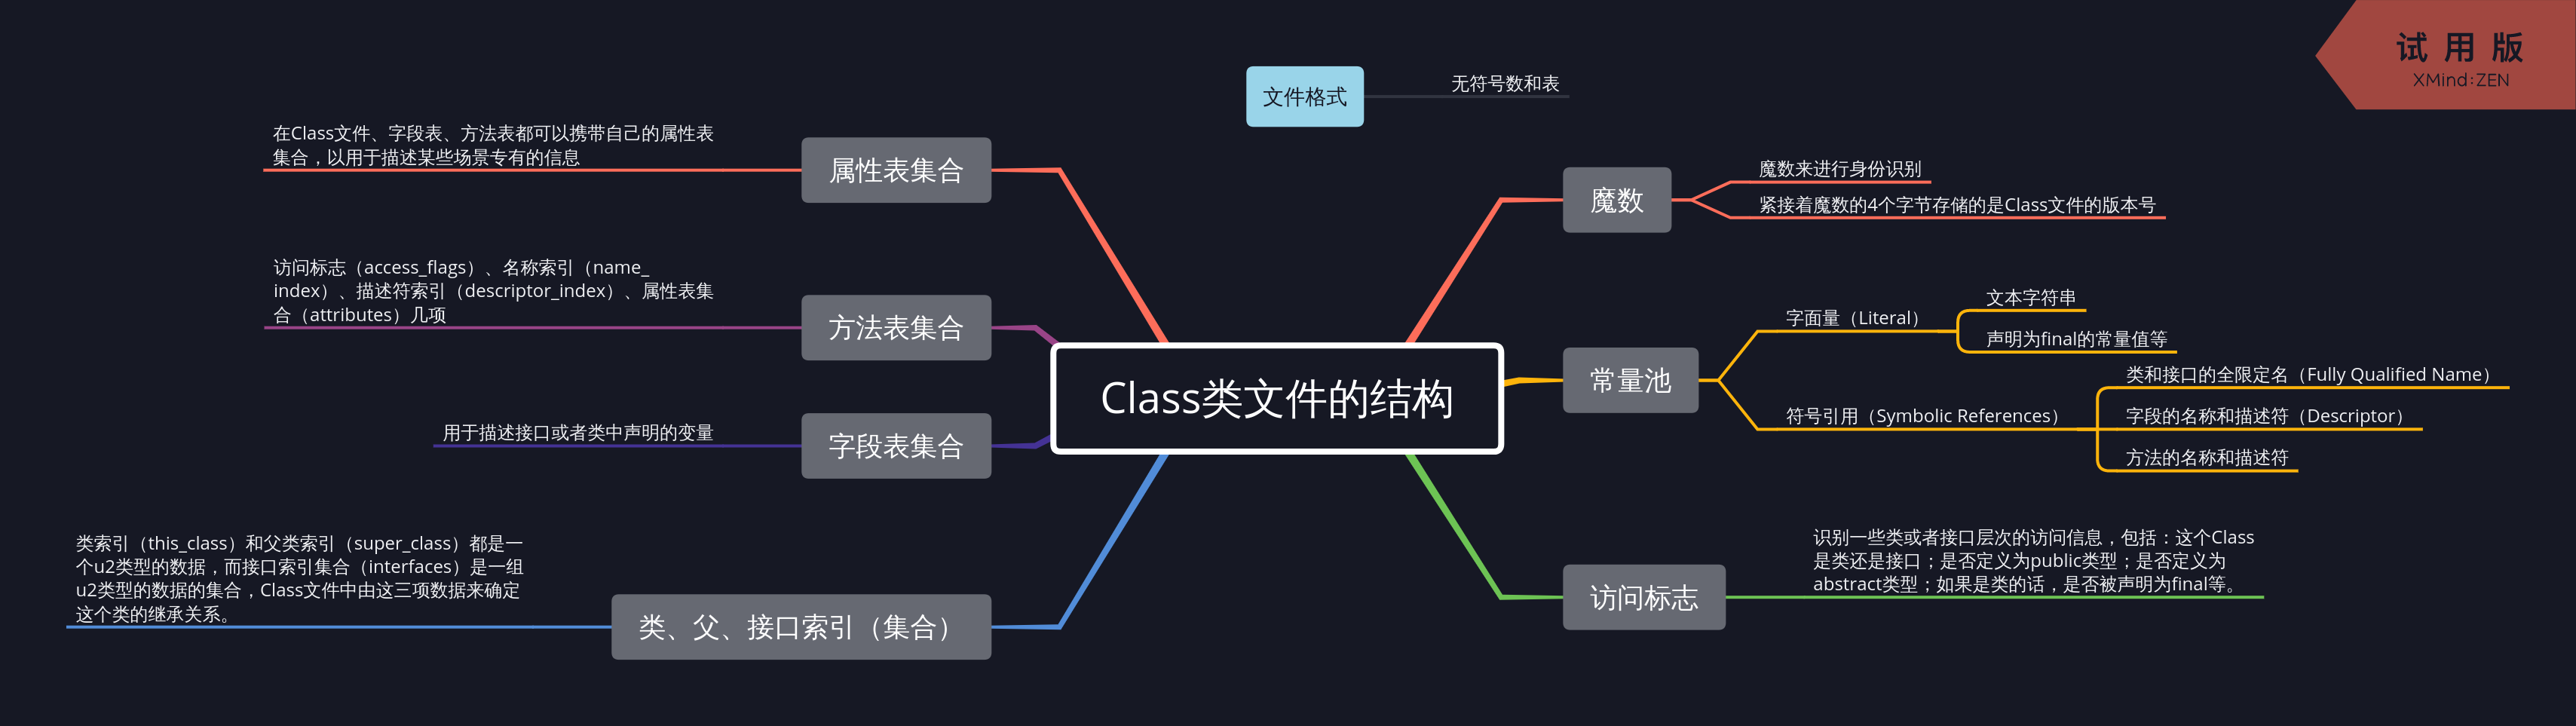 试 用 版
XMind:ZEN
文件格式
无符号数和表
Class类文件的结构
魔数
魔数来进行身份识别
紧接着魔数的4个字节存储的是Class文件的版本号
常量池
字面量（Literal）
文本字符串
声明为final的常量值等
符号引用（Symbolic References）
类和接口的全限定名（Fully Qualified Name）
字段的名称和描述符（Descriptor）
方法的名称和描述符
访问标志
识别一些类或者接口层次的访问信息，包括：这个Class
是类还是接口；是否定义为public类型；是否定义为
abstract类型；如果是类的话，是否被声明为final等。
属性表集合
在Class文件、字段表、方法表都可以携带自己的属性表
集合，以用于描述某些场景专有的信息
方法表集合
访问标志（access_flags）、名称索引（name_
index）、描述符索引（descriptor_index）、属性表集
合（attributes）几项
字段表集合
用于描述接口或者类中声明的变量
类、父、接口索引（集合）
类索引（this_class）和父类索引（super_class）都是一
个u2类型的数据，而接口索引集合（interfaces）是一组
u2类型的数据的集合，Class文件中由这三项数据来确定
这个类的继承关系。